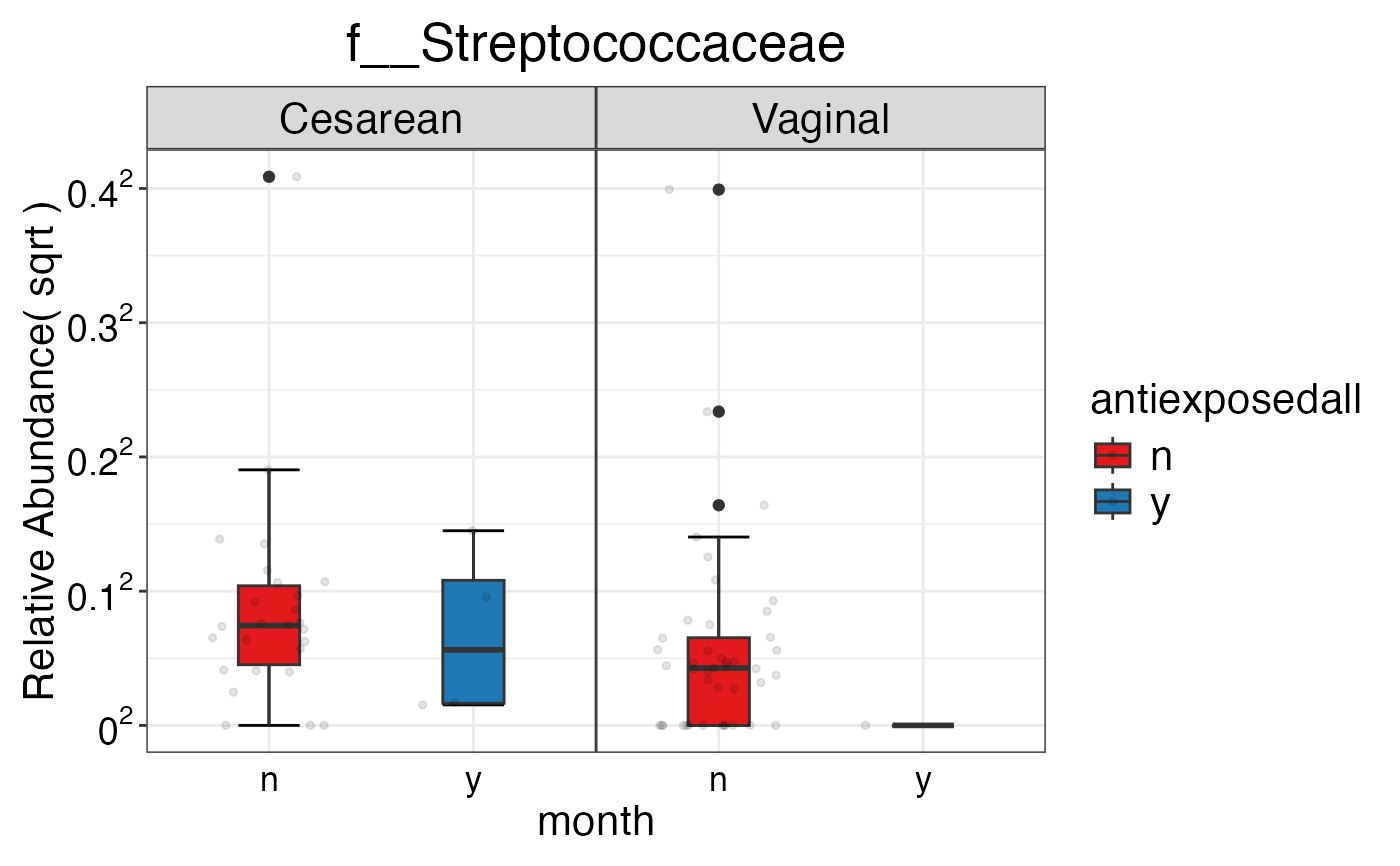 f__Streptococcaceae
Cesarean Vaginal
Relative Abundance( sqrt )
0.4²
0.3²
0.2²
0.1²
0²
n y n y
month
antiexposedall
n
y